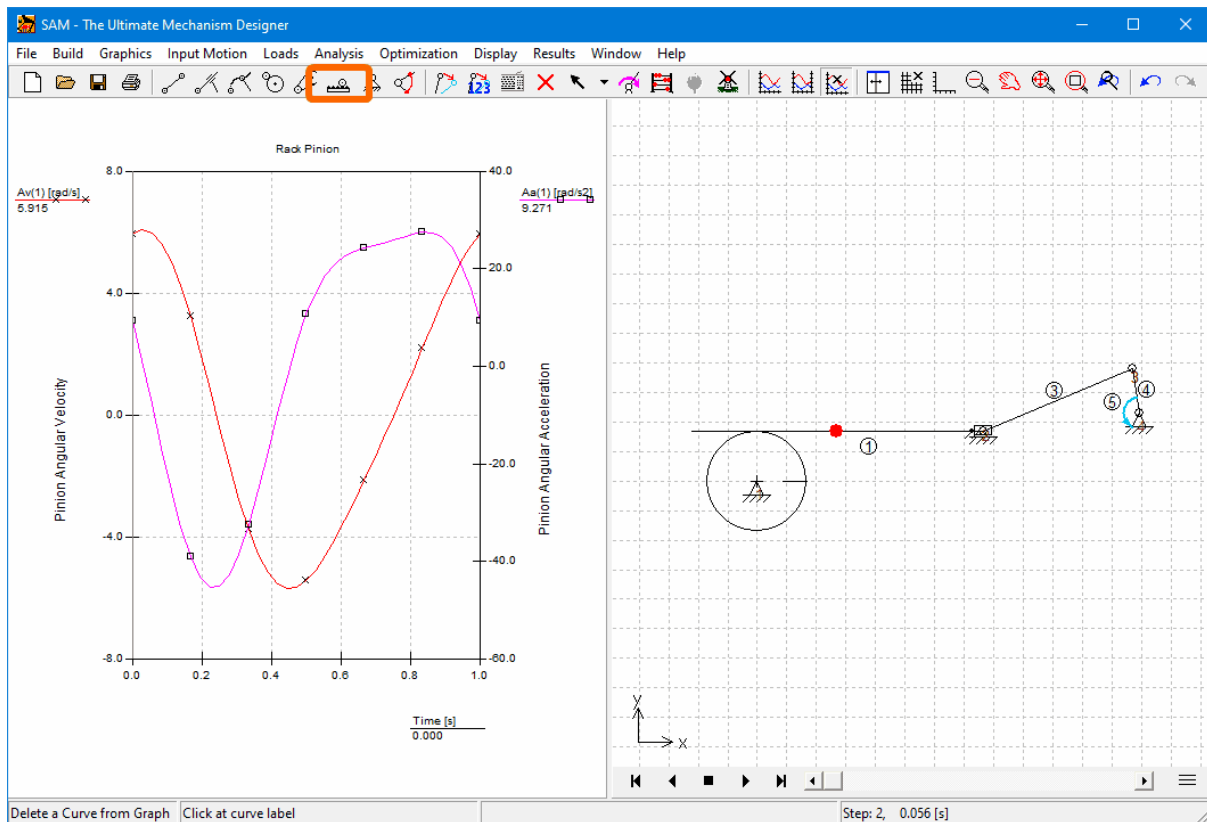 SAM - The Ultimate Mechanism Designer
File Build Graphics Input Motion Loads Analysis Optimization Display Results Window Help
123
Rack Pinion
8.0
40.0
Av(1) [rad/s]
5.915
Aa(1) [rad/s2]
9.271
20.0
4.0
0.0
0.0
Pinion Angular Velocity
Pinion Angular Acceleration
-20.0
-4.0
-40.0
-8.0
-60.0
0.0 0.2 0.4 0.6 0.8 1.0
Time [s]
0.000
3
4
5
1
y
x
Delete a Curve from Graph Click at curve label Step: 2, 0.056 [s]